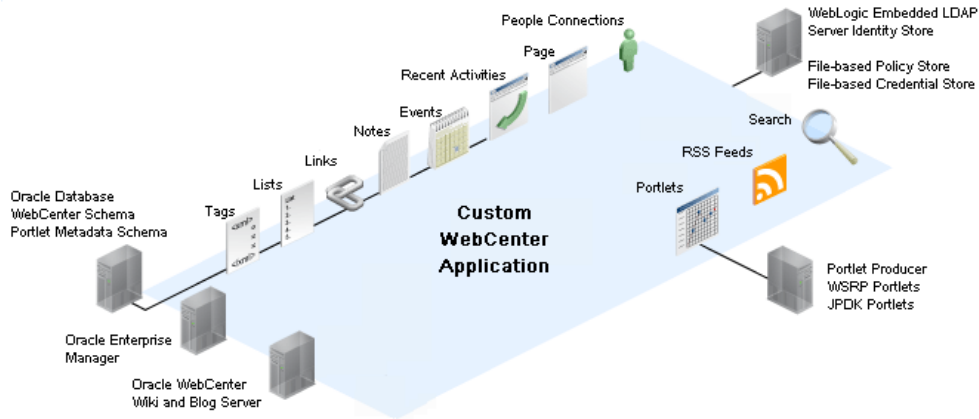 People Connections
Page
Recent Activities
Events
Notes
Links
Lists
Tags
WebLogic Embedded LDAP
Server Identity Store
File-based Policy Store
File-based Credential Store
Search
RSS Feeds
Portlets
Oracle Database
WebCenter Schema
Portlet Metadata Schema
Custom
WebCenter
Application
Portlet Producer
WSRP Portlets
JPDK Portlets
Oracle Enterprise
Manager
Oracle WebCenter
Wiki and Blog Server